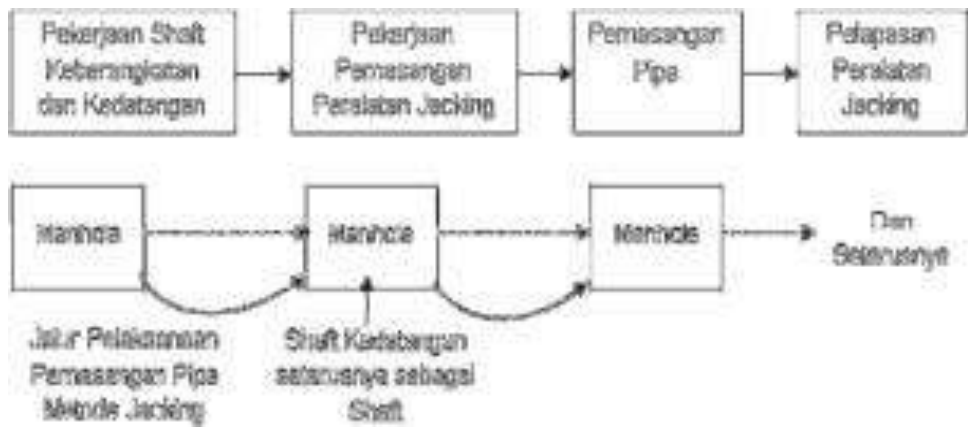 Pekerjaan Shaft
Keberangkatan
dan Kedatangan
Pekerjaan
Pemasangan
Peralatan Jacking
Pemasangan
Pipa
Pelapasan
Peralatan
Jacking
Manhole
Manhole
Manhole
Dan
Seterusnya
Jalur Pelaksanaan
Pemasangan Pipa
Metode Jacking
Shaft Kedatangan
seterusnya sebagai
Shaft